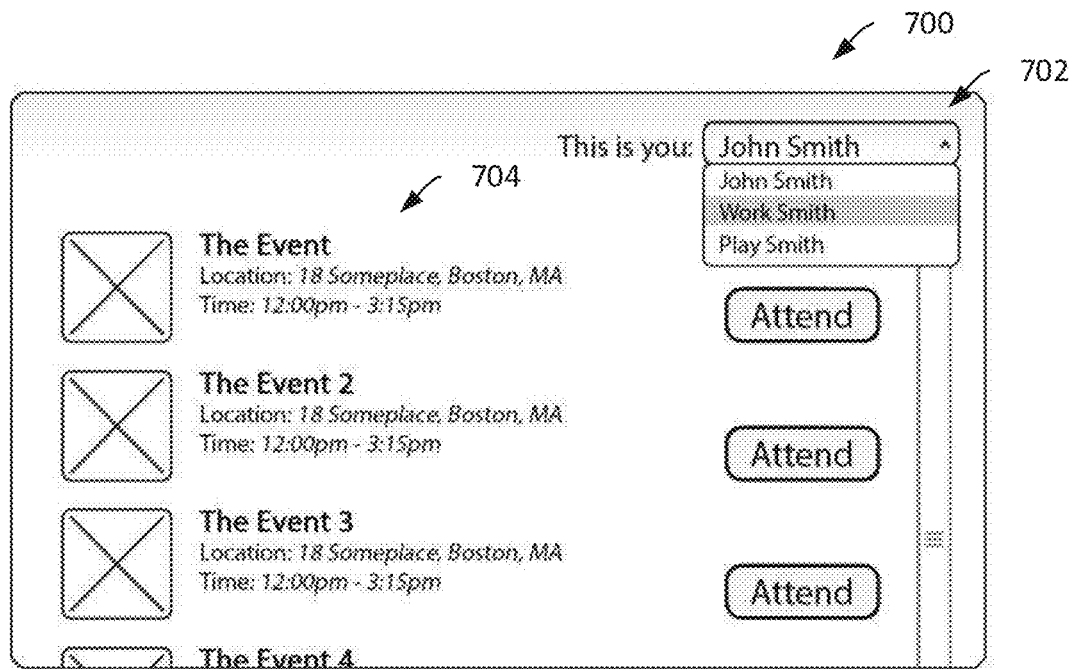 700
702
This is you: John Smith
John Smith
Work Smith
Play Smith
704
The Event
Location: 18 Someplace, Boston, MA
Time: 12:00pm - 3:15pm
Attend
The Event 2
Location: 18 Someplace, Boston, MA
Time: 12:00pm - 3:15pm
Attend
The Event 3
Location: 18 Someplace, Boston, MA
Time: 12:00pm - 3:15pm
Attend
The Event 4